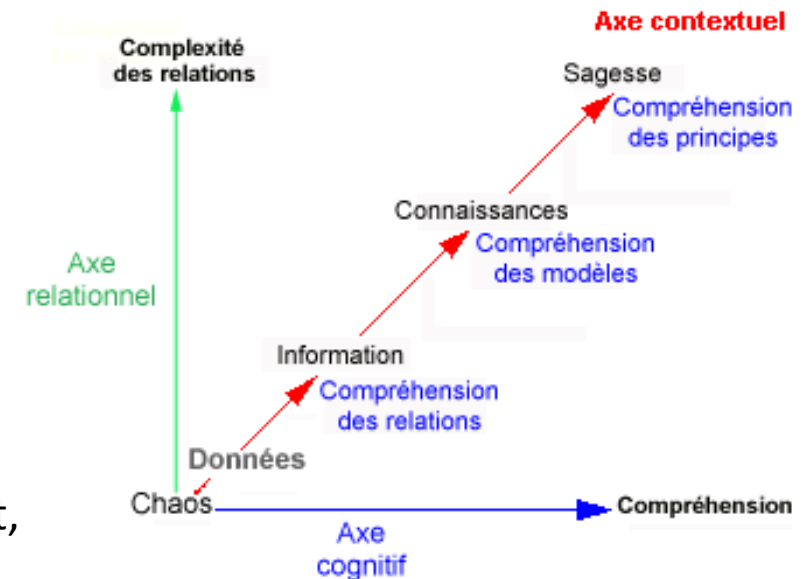 Axe contextuel
Complexité
des relations
Sagesse
Compréhension
des principes
Connaissances
Compréhension
des modèles
Axe
relationnel
Information
Compréhension
des relations
Données
Chaos
t,
Compréhension
Axe
cognitif